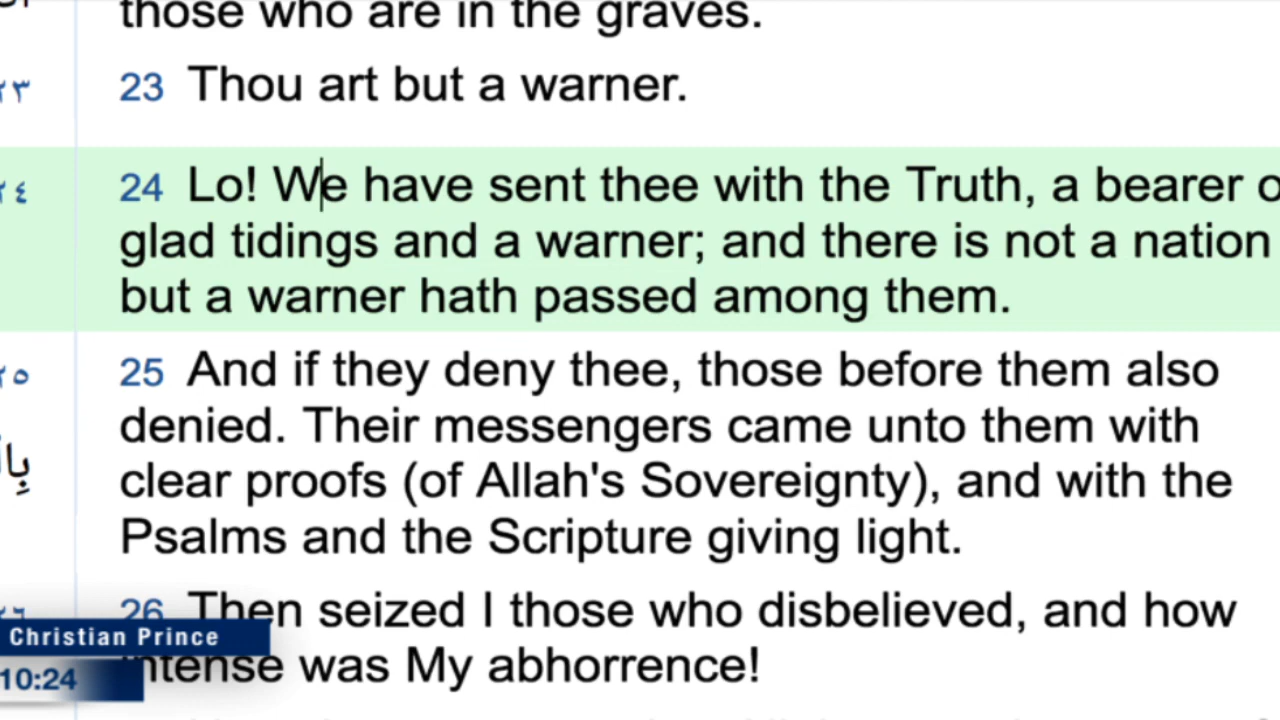 those who are in the graves.
٢٣
23 Thou art but a warner.
٢٤
24 Lo! We have sent thee with the Truth, a bearer
glad tidings and a warner; and there is not a nation
but a warner hath passed among them.
٢٥
25 And if they deny thee, those before them also
denied. Their messengers came unto them with
clear proofs (of Allah's Sovereignty), and with the
Psalms and the Scripture giving light.
26 Then seized I those who disbelieved, and how
intense was My abhorrence!
Christian Prince
10:24